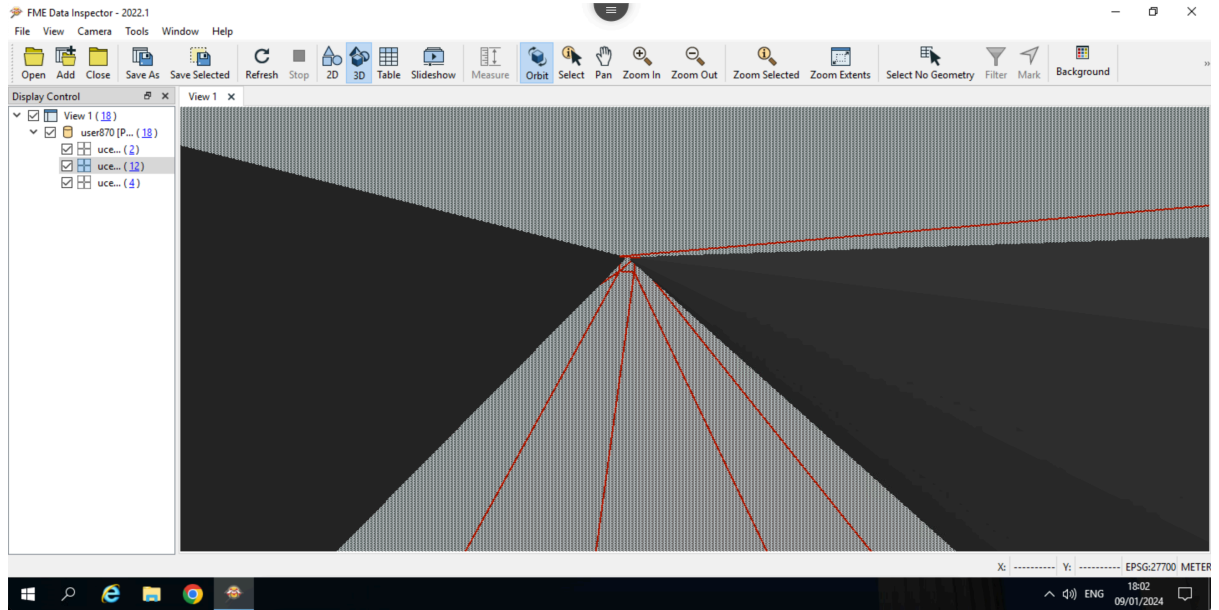 FME Data Inspector - 2022.1
File View Camera Tools Window Help
Open Add Close Save As Save Selected Refresh Stop 2D 3D Table Slideshow Measure Orbit Select Pan Zoom In Zoom Out Zoom Selected Zoom Extents Select No Geometry Filter Mark Background
Display Control
View 1
View 1 (18)
user870 [P... (18)
uce... (2)
uce... (12)
uce... (4)
X: ---------- Y: ---------- EPSG:27700 METER
ENG
18:02
09/01/2024